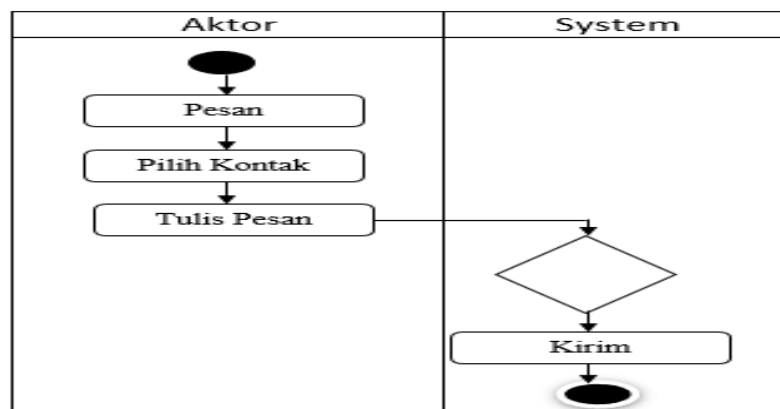 Aktor
System
Pesan
Pilih Kontak
Tulis Pesan
Kirim